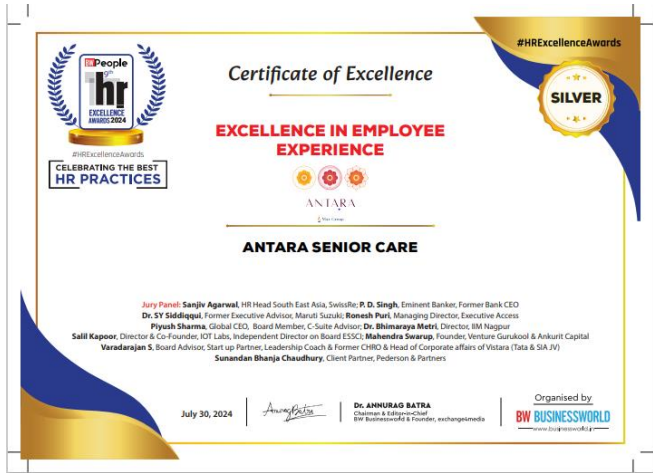 #HRExcellenceAwards
BW People
9th
hr
EXCELLENCE
AWARDS 2024
#HRExcellenceAwards
CELEBRATING THE BEST
HR PRACTICES
Certificate of Excellence
SILVER
EXCELLENCE IN EMPLOYEE
EXPERIENCE
ANTARA
ANTARA SENIOR CARE
Jury Panel: Sanjiv Agarwal, HR Head South East Asia, SwissRe; P. D. Singh, Eminent Banker, Former Bank CEO
Dr. SY Siddiqqui, Former Executive Advisor, Maruti Suzuki; Ronesh Puri, Managing Director, Executive Access
Piyush Sharma, Global CEO, Board Member, C-Suite Advisor; Dr. Bhimaraya Metri, Director, IIM Nagpur
Salil Kapoor, Director & Co-Founder, IOT Labs, Independent Director on Board ESSCI; Mahendra Swarup, Founder, Venture Gurukool & Ankurit Capital
Varadarajan S, Board Advisor, Start up Partner, Leadership Coach & Former CHRO & Head of Corporate affairs of Vistara (Tata & SIA JV)
Sunandan Bhanja Chaudhury, Client Partner, Pederson & Partners
July 30, 2024
Anurag Batra
Dr. ANNURAG BATRA
Chairman & Editor-in-Chief
BW Businessworld & Founder, exchange4media
Organised by
BW BUSINESSWORLD
www.businessworld.in